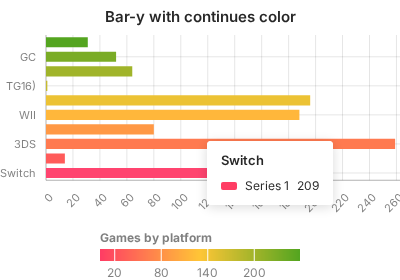 Bar-y with continues color
GC
TG16)
WII
3DS
Switch
Switch
Series 1 209
0 20 40 60 80 100 220 240 260
Games by platform
20 80 140 200